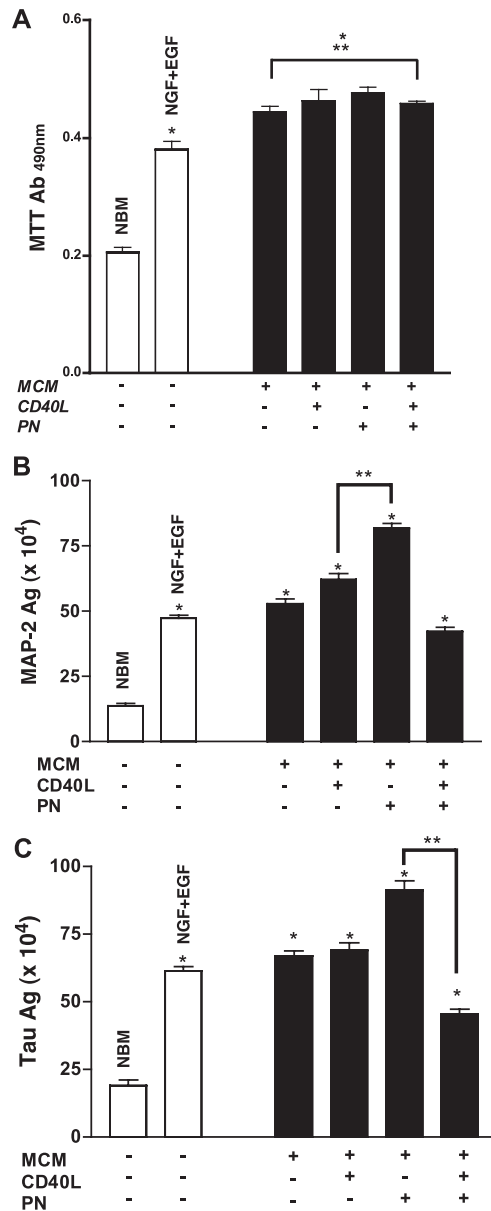 A
MTT Ab 490nm
0.6
0.4
0.2
0.0
NBM
NGF+EGF
*
*
**
MCM - - + + + +
CD40L - - - + - +
PN - - - - + +
B
MAP-2 Ag (x 10⁴)
100
75
50
25
0
NBM
NGF+EGF
*
*
*
**
*
*
MCM - - + + + +
CD40L - - - + - +
PN - - - - + +
C
Tau Ag (x 10⁴)
100
75
50
25
0
NBM
NGF+EGF
*
*
*
*
**
*
MCM - - + + + +
CD40L - - - + - +
PN - - - - + +